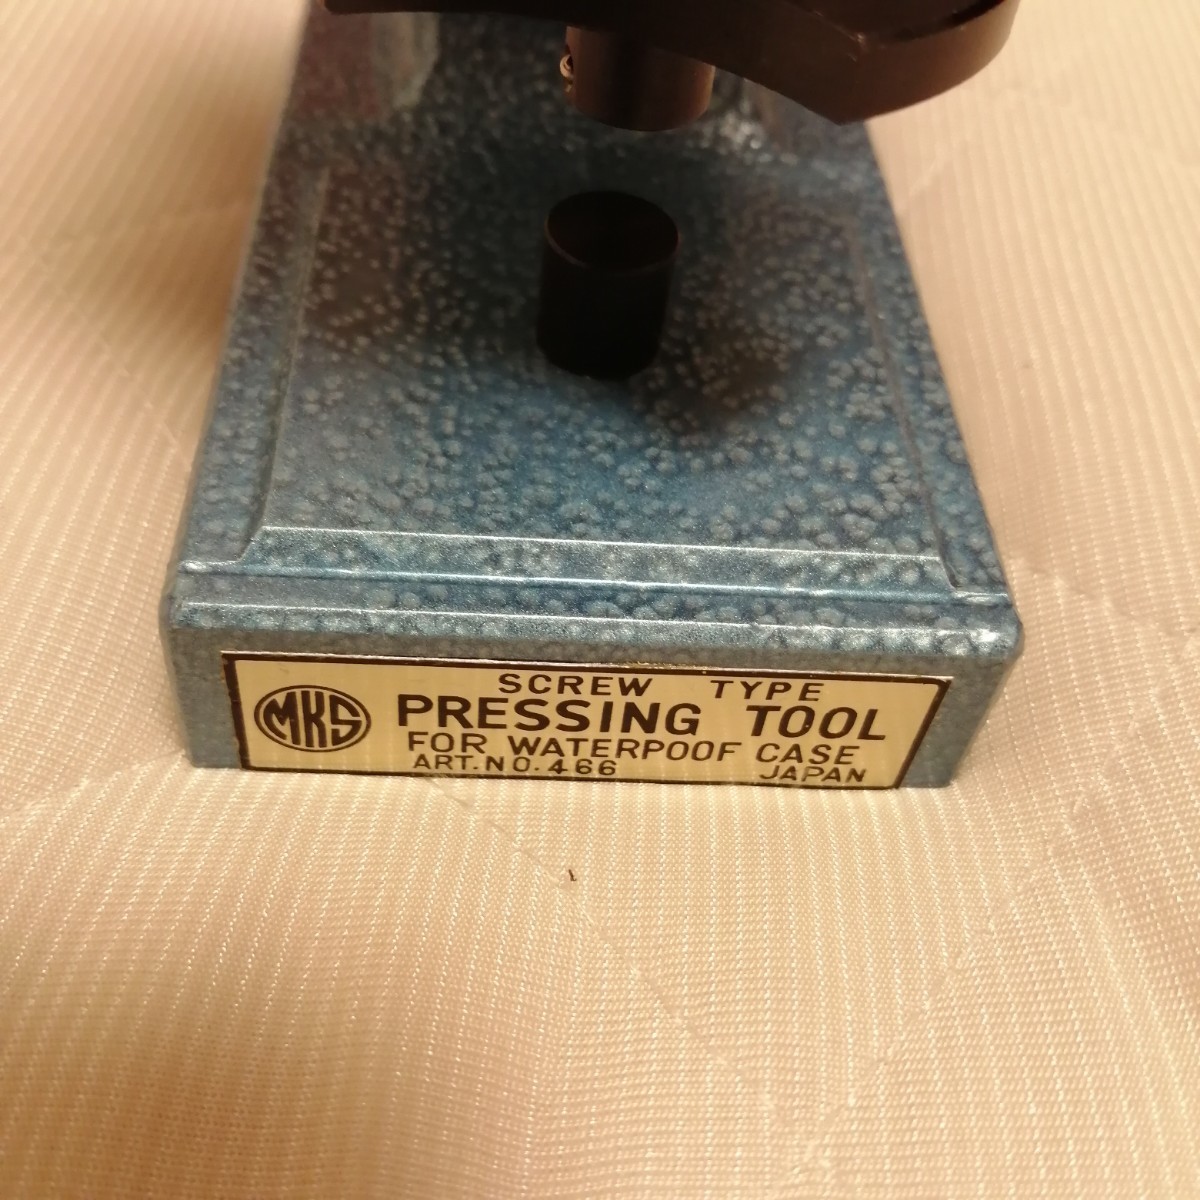 MKS
SCREW TYPE
PRESSING TOOL
FOR WATERPOOF CASE
ART.NO.466 JAPAN